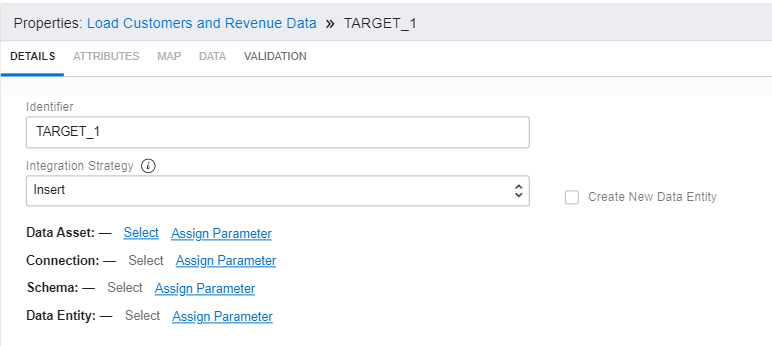 Properties: Load Customers and Revenue Data » TARGET_1
DETAILS ATTRIBUTES MAP DATA VALIDATION
Identifier
TARGET_1
Integration Strategy i
Insert
Create New Data Entity
Data Asset: — Select Assign Parameter
Connection: — Select Assign Parameter
Schema: — Select Assign Parameter
Data Entity: — Select Assign Parameter